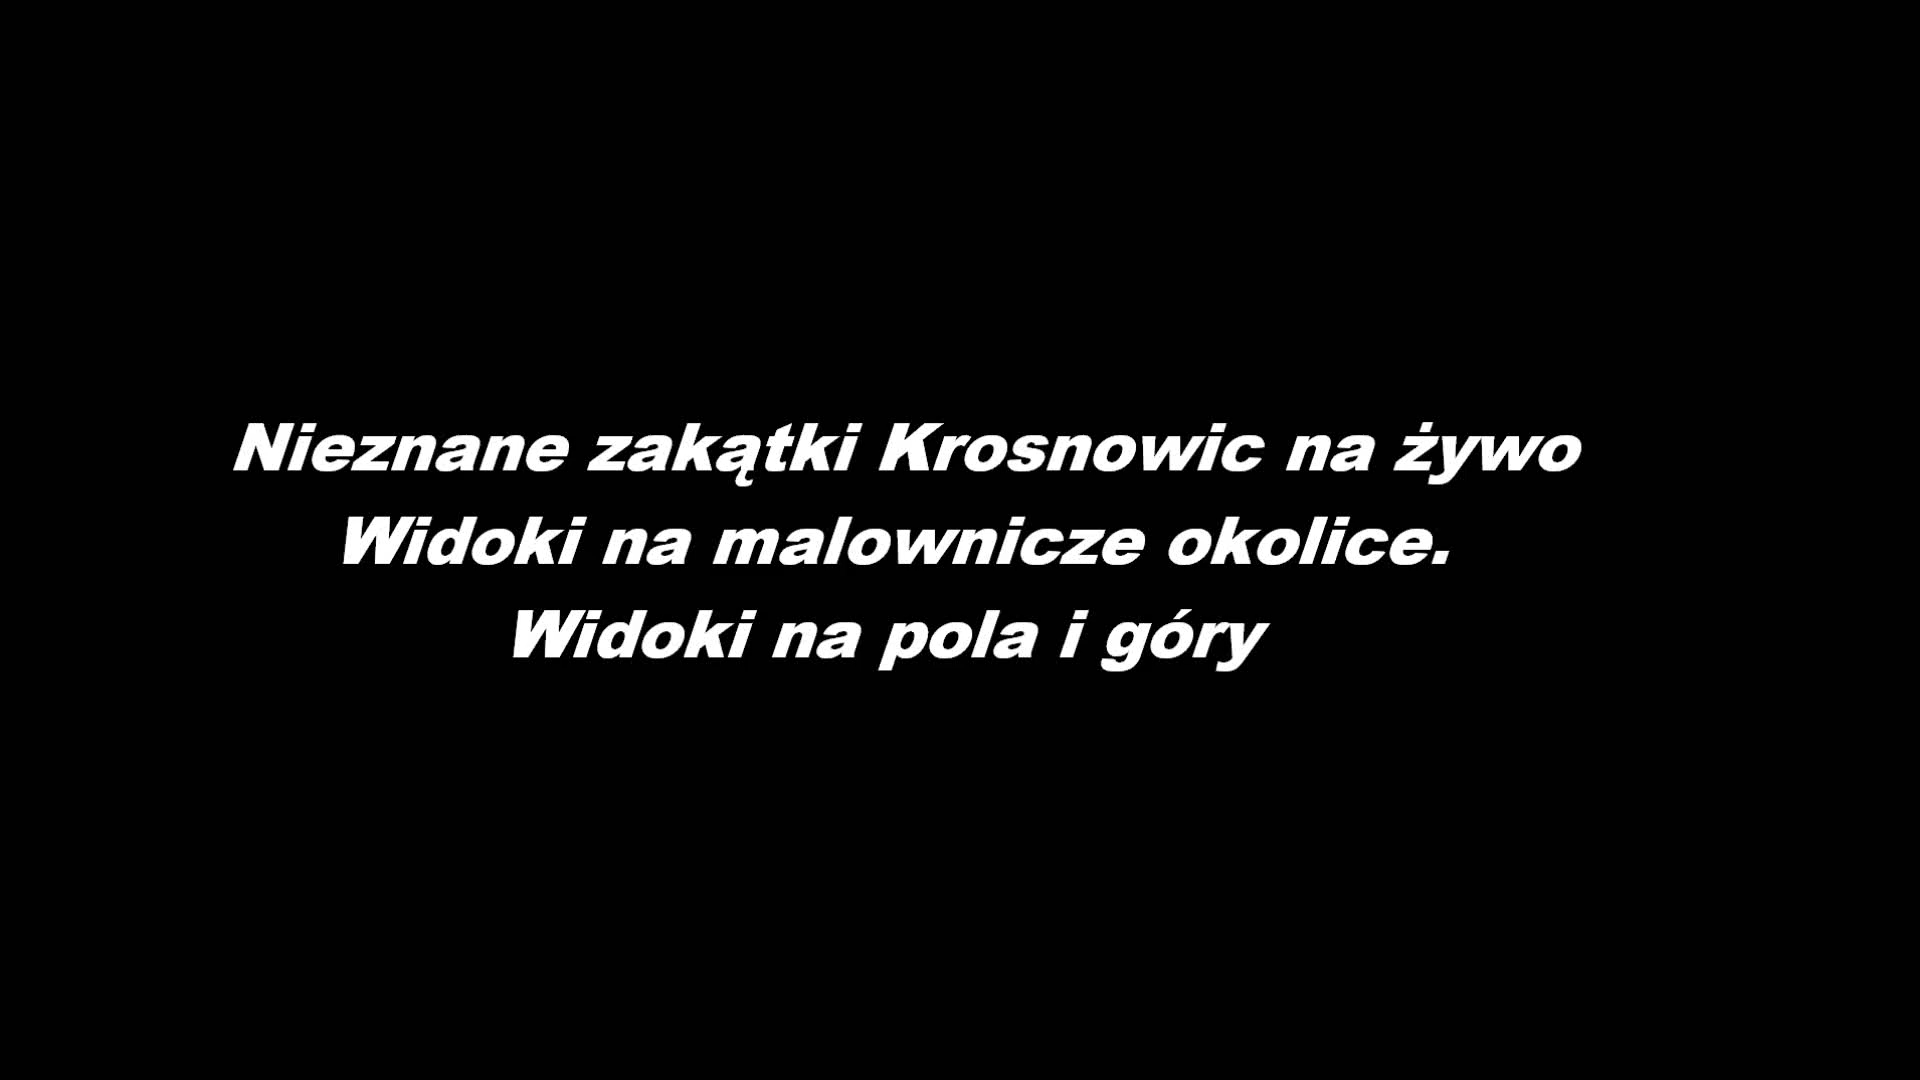 Nieznane zakątki Krosnowic na żywo
Widoki na malownicze okolice.
Widoki na pola i góry